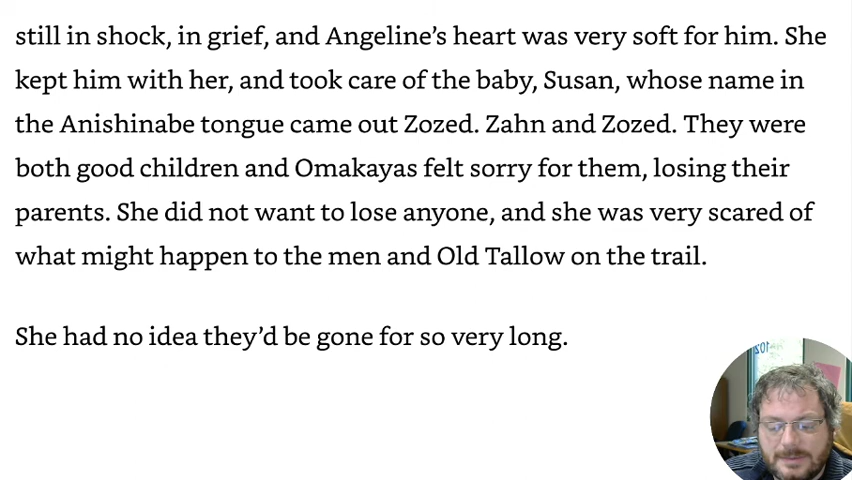 still in shock, in grief, and Angeline’s heart was very soft for him. She
kept him with her, and took care of the baby, Susan, whose name in
the Anishinabe tongue came out Zozed. Zahn and Zozed. They were
both good children and Omakayas felt sorry for them, losing their
parents. She did not want to lose anyone, and she was very scared of
what might happen to the men and Old Tallow on the trail.
She had no idea they’d be gone for so very long.